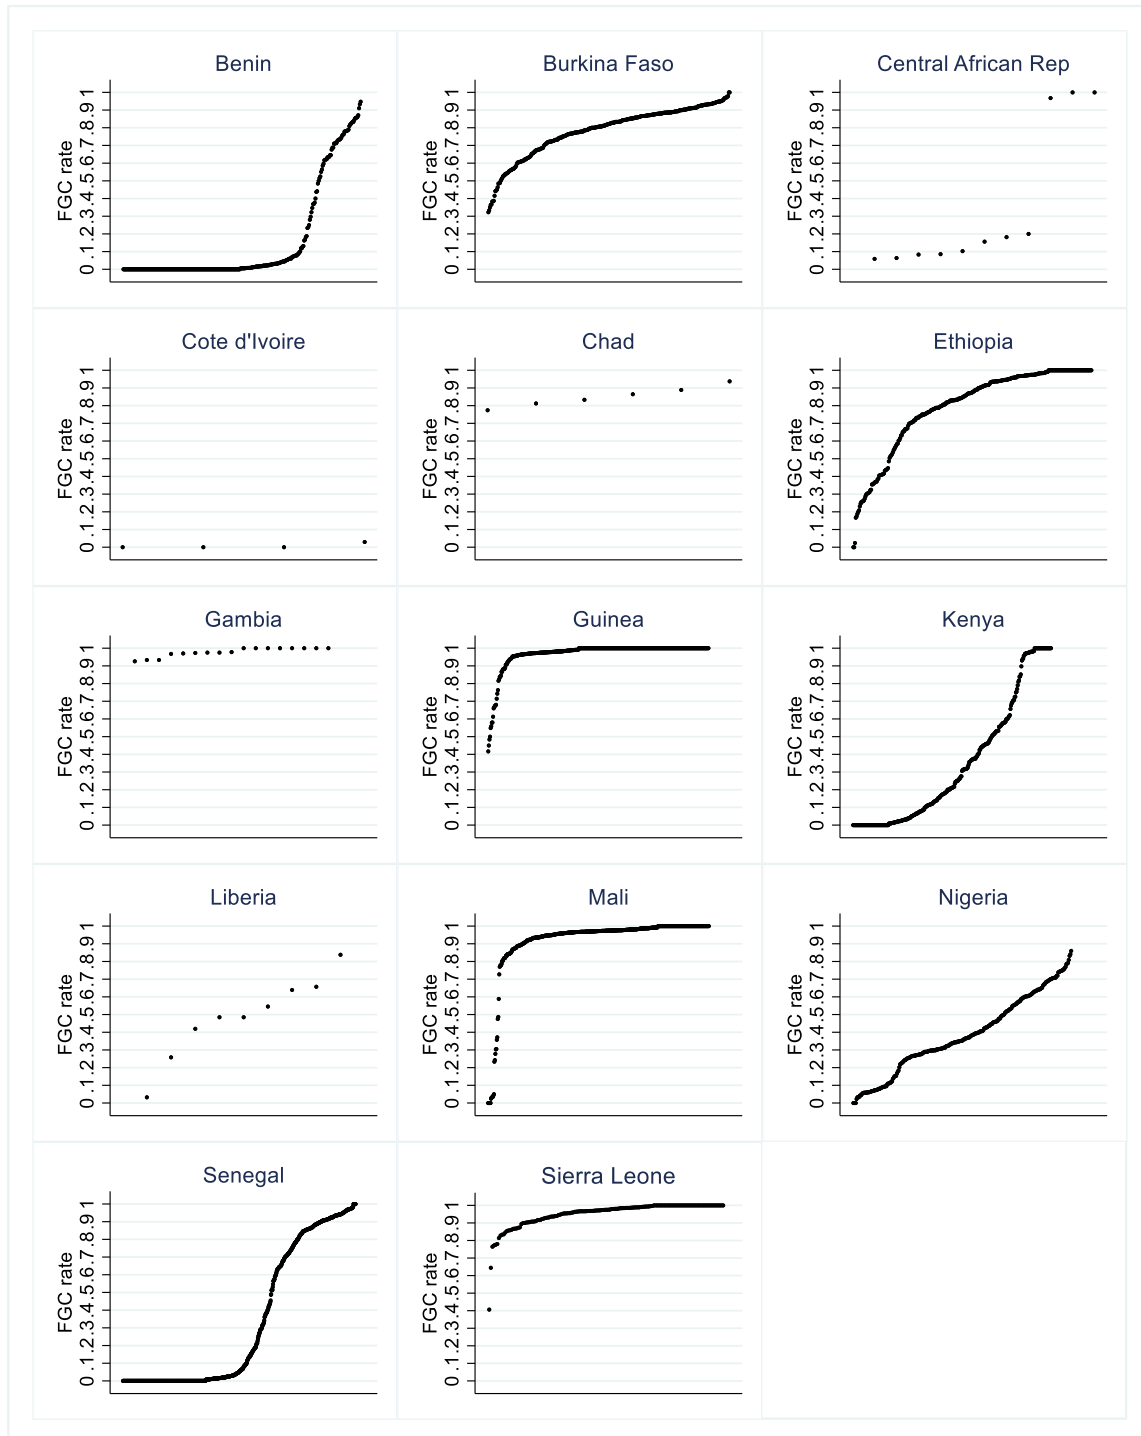 Benin
FGC rate
0 .1 .2 .3 .4 .5 .6 .7 .8 .9 1
Burkina Faso
FGC rate
0 .1 .2 .3 .4 .5 .6 .7 .8 .9 1
Central African Rep
FGC rate
0 .1 .2 .3 .4 .5 .6 .7 .8 .9 1
Cote d'Ivoire
FGC rate
0 .1 .2 .3 .4 .5 .6 .7 .8 .9 1
Chad
FGC rate
0 .1 .2 .3 .4 .5 .6 .7 .8 .9 1
Ethiopia
FGC rate
0 .1 .2 .3 .4 .5 .6 .7 .8 .9 1
Gambia
FGC rate
0 .1 .2 .3 .4 .5 .6 .7 .8 .9 1
Guinea
FGC rate
0 .1 .2 .3 .4 .5 .6 .7 .8 .9 1
Kenya
FGC rate
0 .1 .2 .3 .4 .5 .6 .7 .8 .9 1
Liberia
FGC rate
0 .1 .2 .3 .4 .5 .6 .7 .8 .9 1
Mali
FGC rate
0 .1 .2 .3 .4 .5 .6 .7 .8 .9 1
Nigeria
FGC rate
0 .1 .2 .3 .4 .5 .6 .7 .8 .9 1
Senegal
FGC rate
0 .1 .2 .3 .4 .5 .6 .7 .8 .9 1
Sierra Leone
FGC rate
0 .1 .2 .3 .4 .5 .6 .7 .8 .9 1